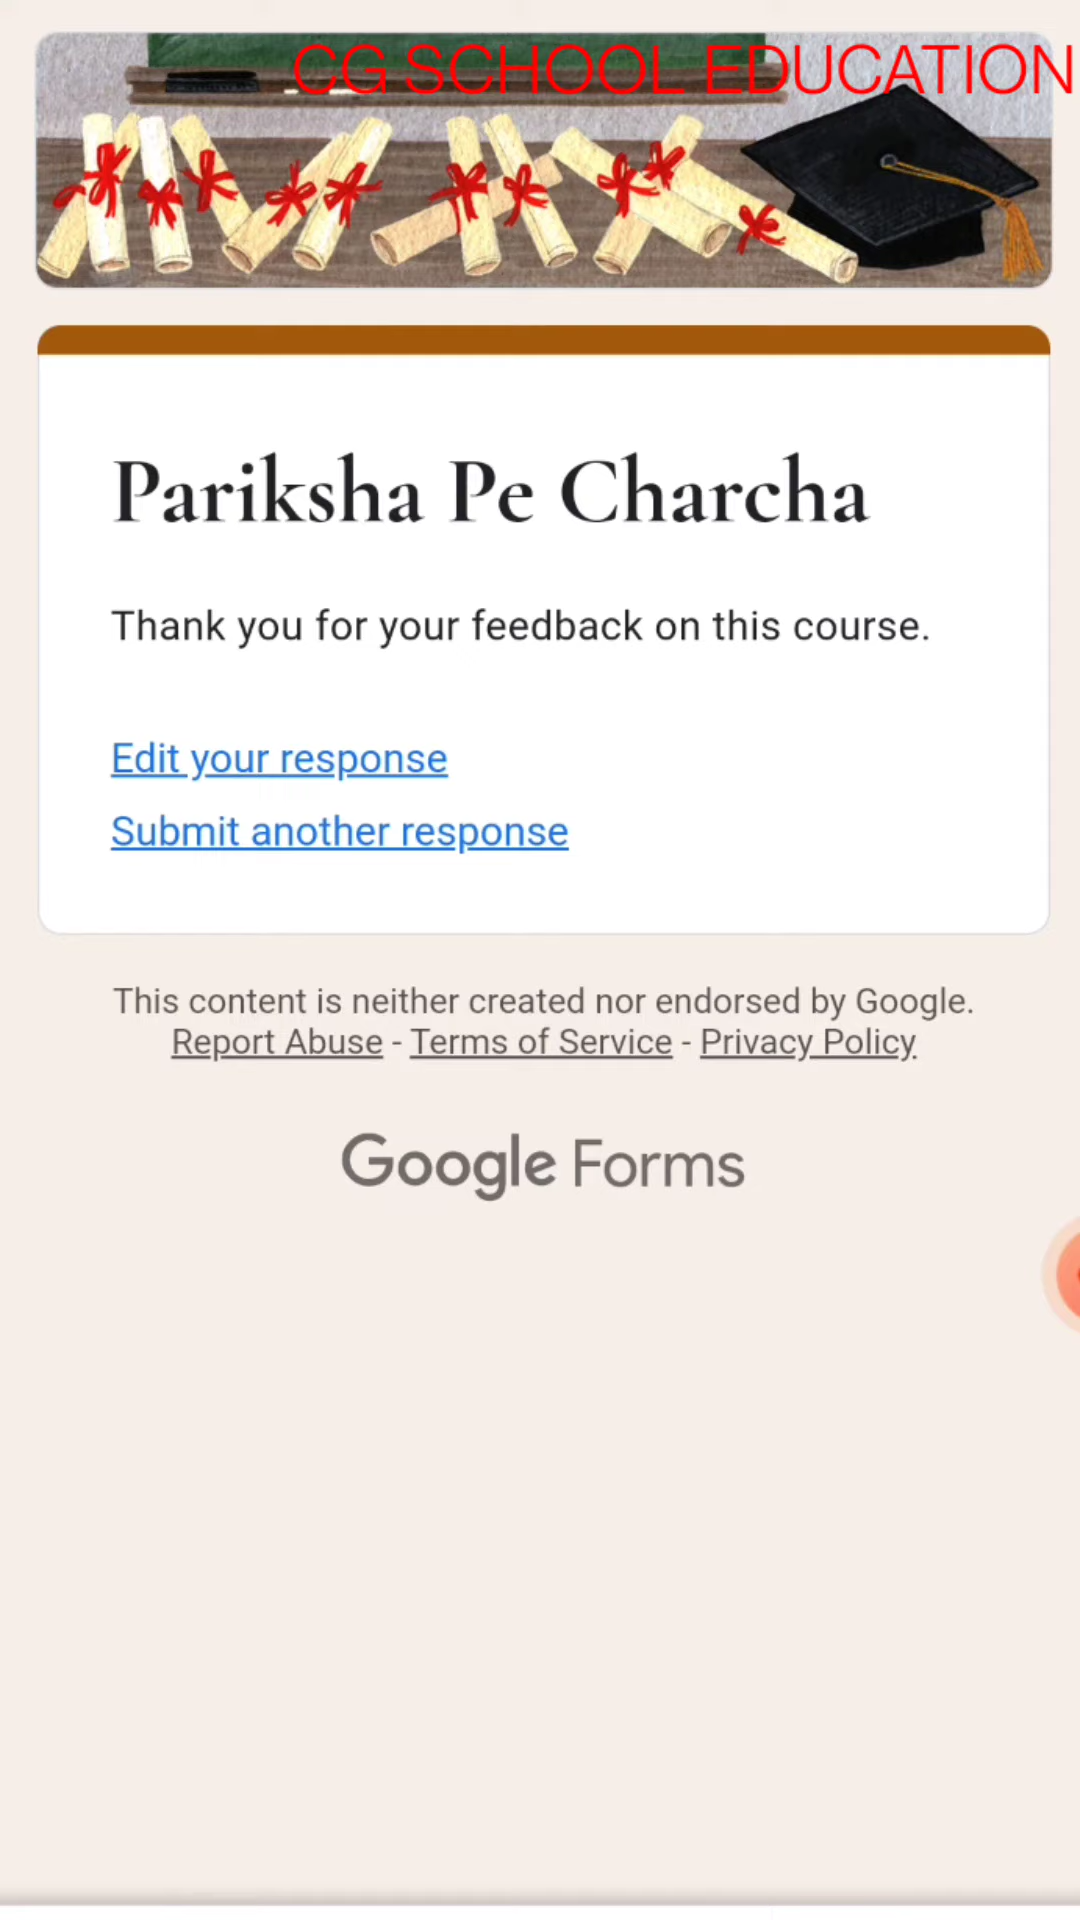 CG SCHOOL EDUCATION
Pariksha Pe Charcha
Thank you for your feedback on this course.
Edit your response
Submit another response
This content is neither created nor endorsed by Google.
Report Abuse - Terms of Service - Privacy Policy
Google Forms